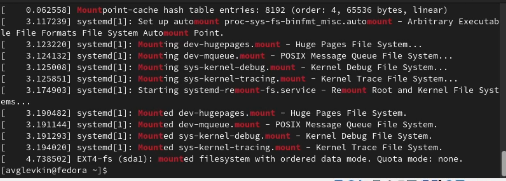 [    0.062558] Mountpoint-cache hash table entries: 8192 (order: 4, 65536 bytes, linear)
[    3.117239] systemd[1]: Set up automount proc-sys-fs-binfmt_misc.automount - Arbitrary Executab
le File Formats File System Automount Point.
[    3.123220] systemd[1]: Mounting dev-hugepages.mount - Huge Pages File System...
[    3.124132] systemd[1]: Mounting dev-mqueue.mount - POSIX Message Queue File System...
[    3.125008] systemd[1]: Mounting sys-kernel-debug.mount - Kernel Debug File System...
[    3.125851] systemd[1]: Mounting sys-kernel-tracing.mount - Kernel Trace File System...
[    3.174903] systemd[1]: Starting systemd-remount-fs.service - Remount Root and Kernel File Syst
ems...
[    3.190482] systemd[1]: Mounted dev-hugepages.mount - Huge Pages File System.
[    3.191144] systemd[1]: Mounted dev-mqueue.mount - POSIX Message Queue File System.
[    3.191293] systemd[1]: Mounted sys-kernel-debug.mount - Kernel Debug File System.
[    3.194020] systemd[1]: Mounted sys-kernel-tracing.mount - Kernel Trace File System.
[    4.738502] EXT4-fs (sda1): mounted filesystem with ordered data mode. Quota mode: none.
[avglevkin@fedora ~]$